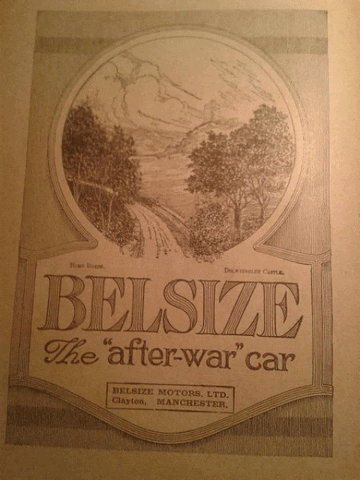 BELSIZE
The "after-war" car
BELSIZE MOTORS, LTD.
Clayton, MANCHESTER.